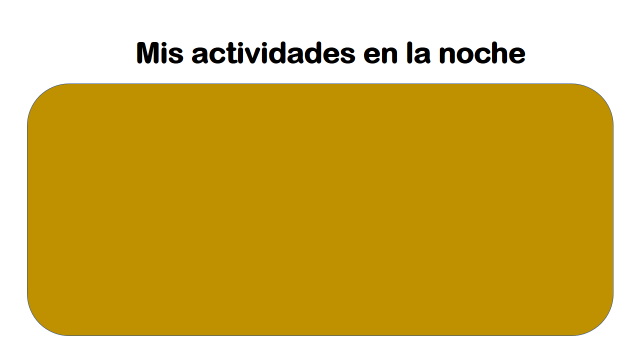 Mis actividades en la noche